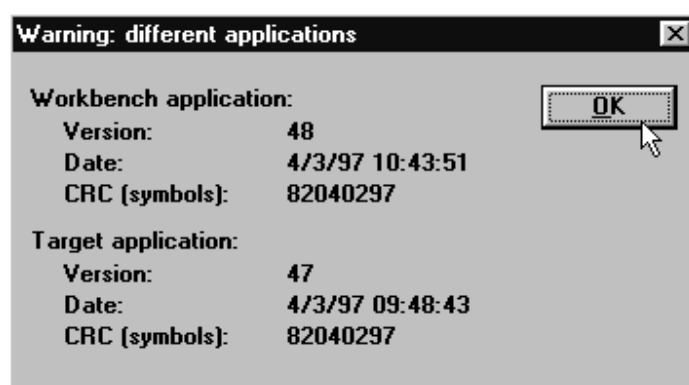 Warning: different applications
Workbench application:
OK
Version: 48
Date: 4/3/97 10:43:51
CRC (symbols): 82040297
Target application:
Version: 47
Date: 4/3/97 09:48:43
CRC (symbols): 82040297